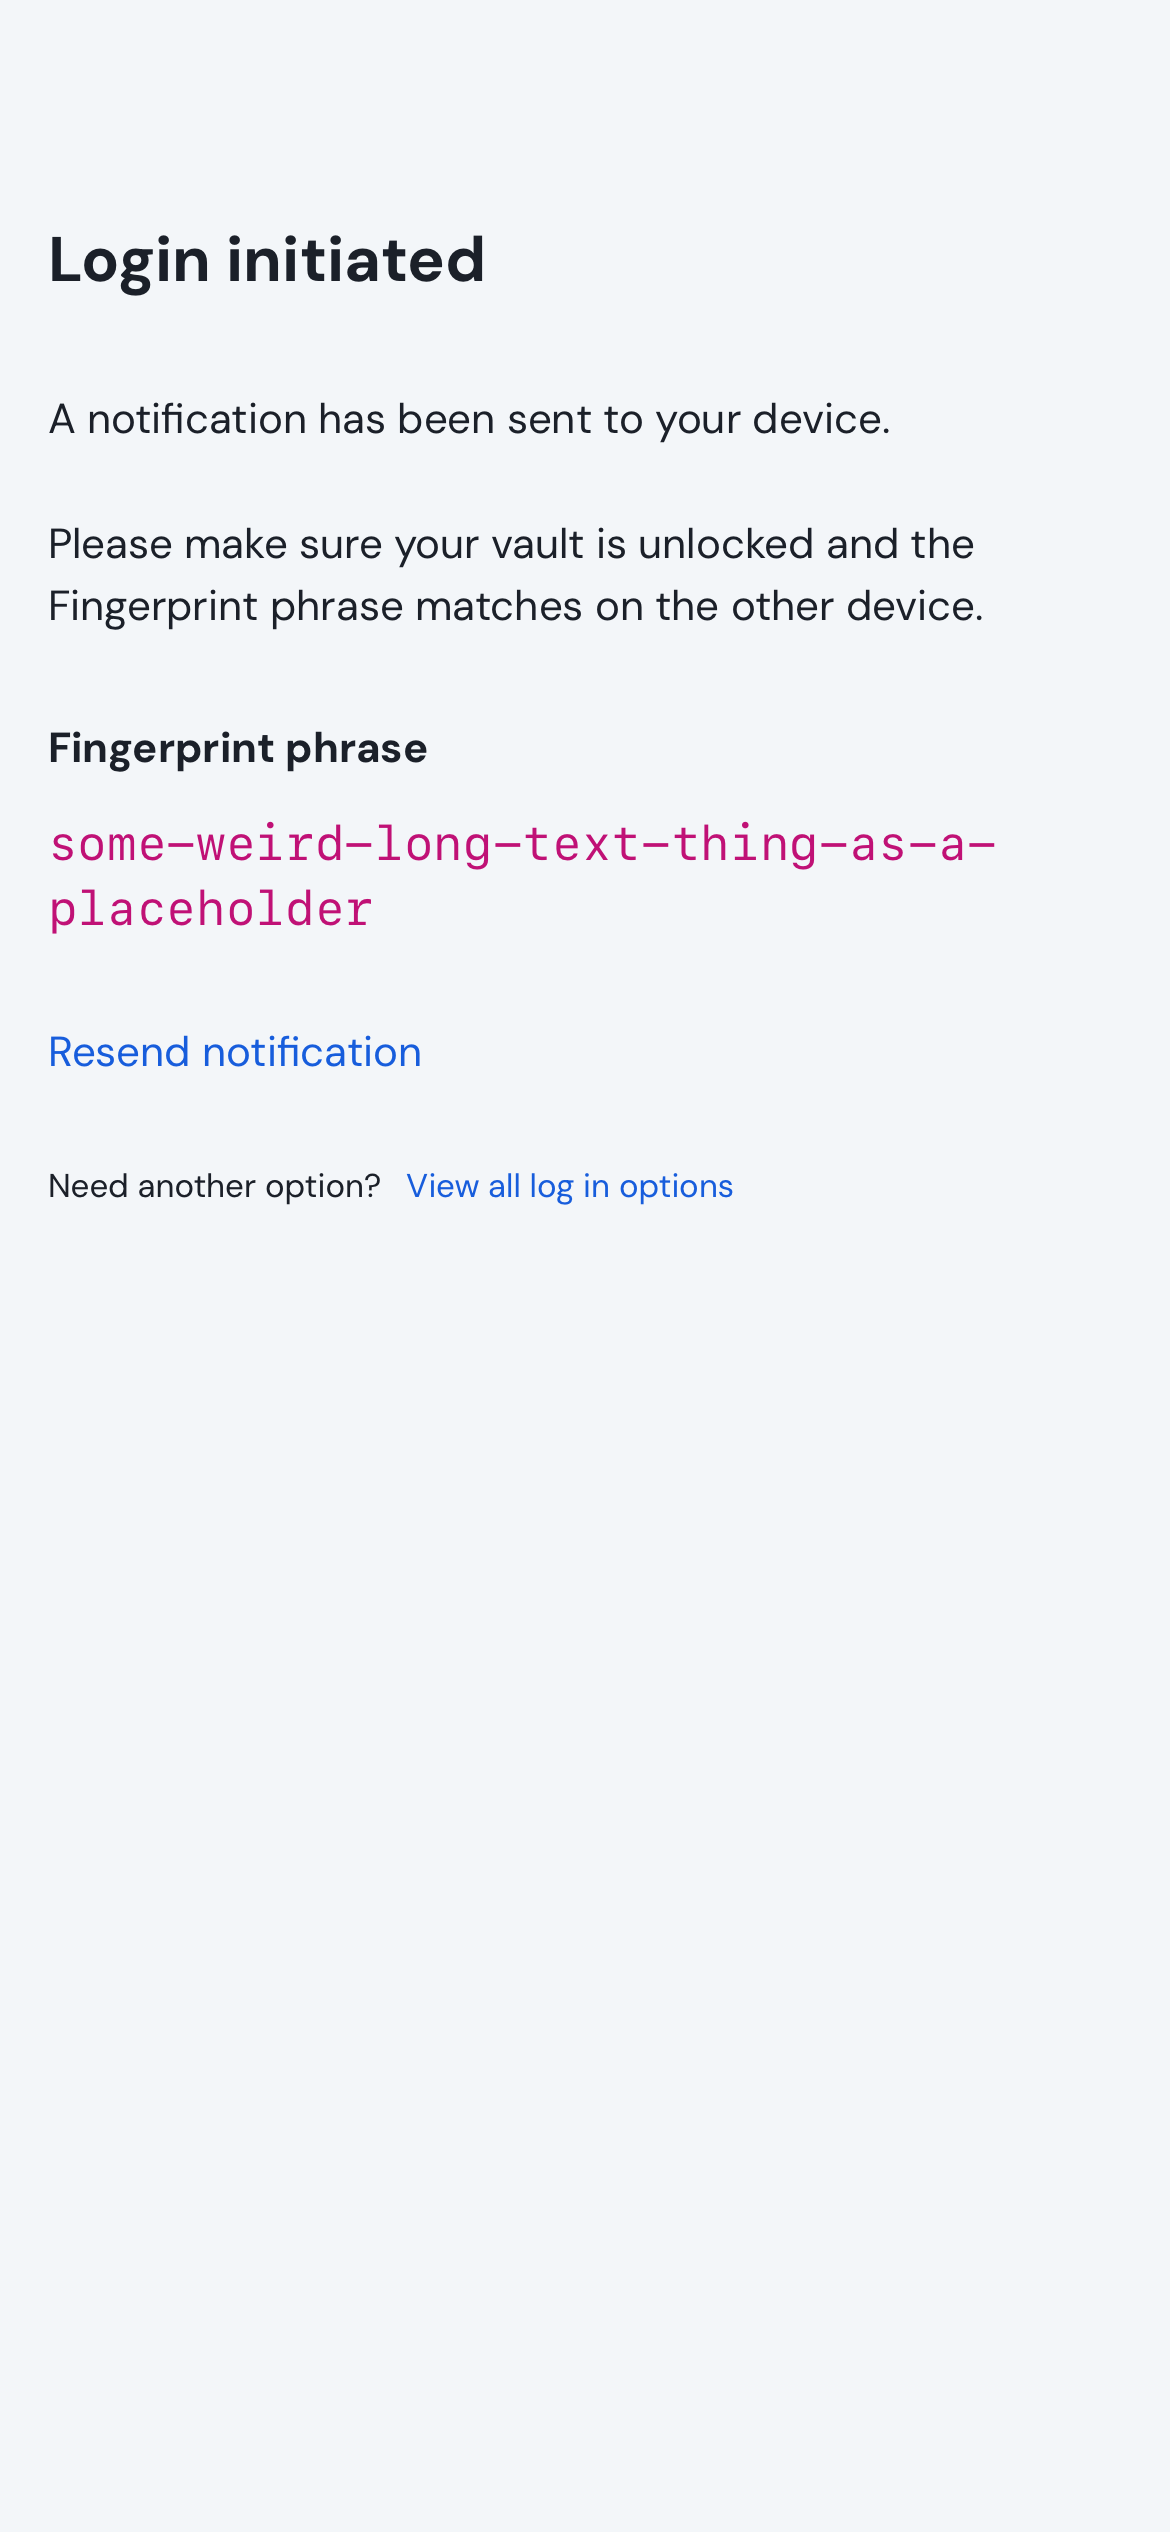 Login initiated
A notification has been sent to your device.
Please make sure your vault is unlocked and the
Fingerprint phrase matches on the other device.
Fingerprint phrase
some-weird-long-text-thing-as-a-
placeholder
Resend notification
Need another option? View all log in options